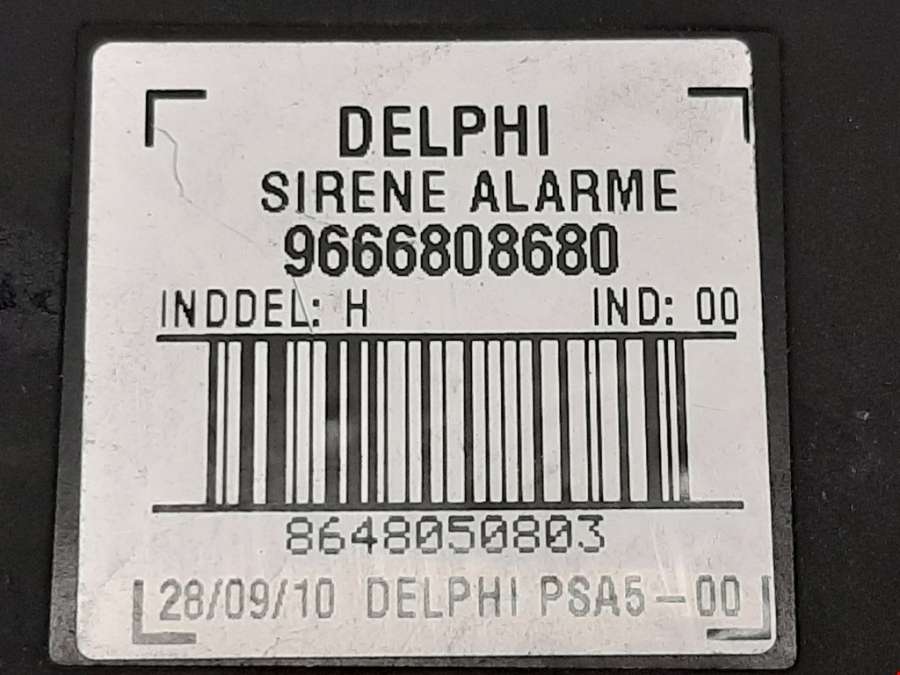 DELPHI
SIRENE ALARME
9666808680
INDDEL: H IND: 00
8648050803
28/09/10 DELPHI PSA5-00